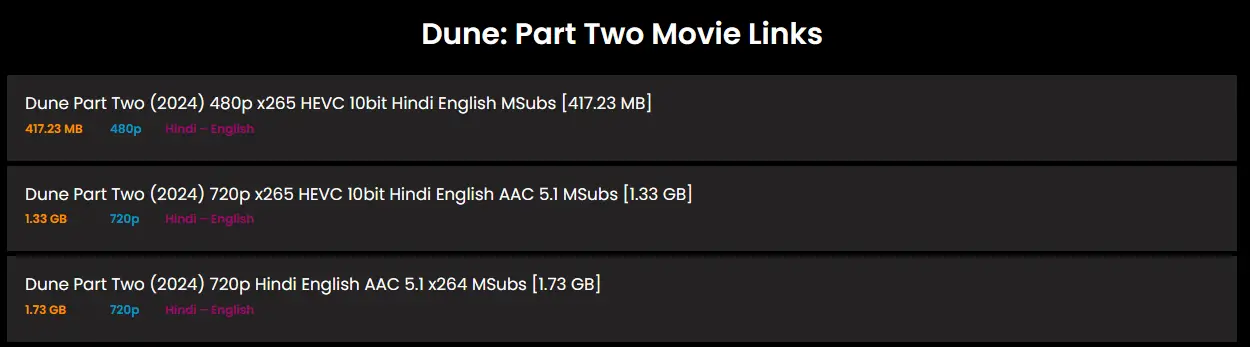 Dune: Part Two Movie Links
Dune Part Two (2024) 480p x265 HEVC 10bit Hindi English MSubs [417.23 MB]
417.23 MB 480p Hindi – English
Dune Part Two (2024) 720p x265 HEVC 10bit Hindi English AAC 5.1 MSubs [1.33 GB]
1.33 GB 720p Hindi – English
Dune Part Two (2024) 720p Hindi English AAC 5.1 x264 MSubs [1.73 GB]
1.73 GB 720p Hindi – English